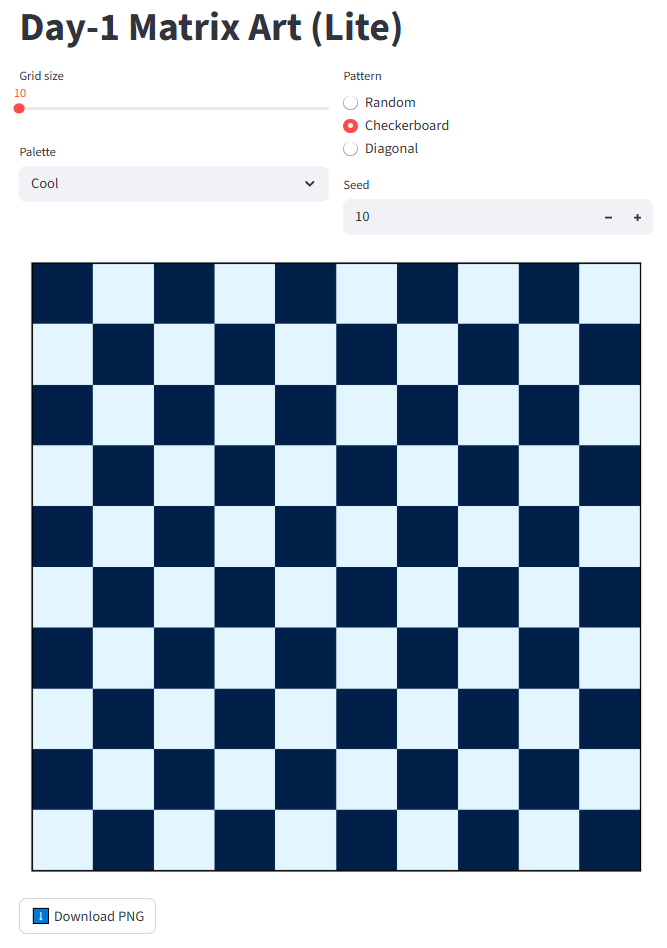 Day-1 Matrix Art (Lite)
Grid size
10
Palette
Cool
Pattern
Random
Checkerboard
Diagonal
Seed
10
Download PNG